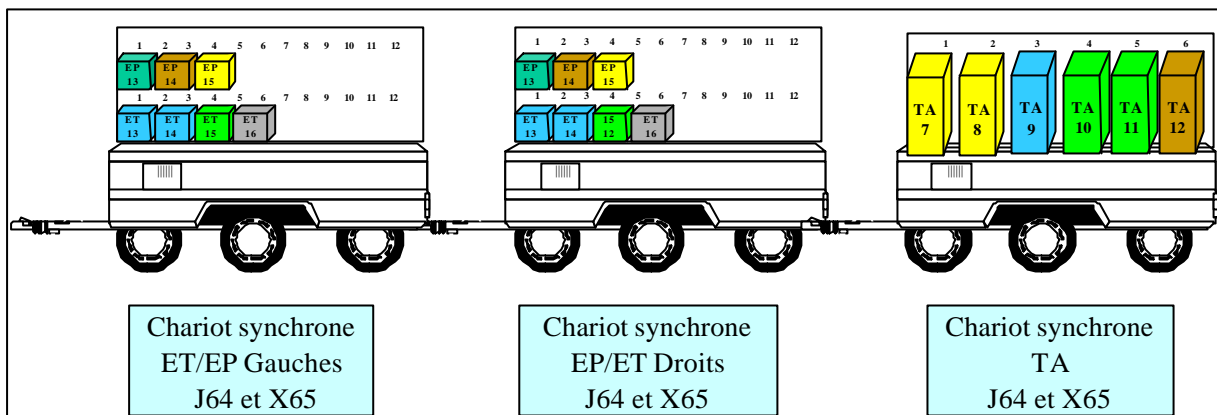 1 2 3 4 5 6 7 8 9 10 11 12
EP 13 EP 14 EP 15
1 2 3 4 5 6 7 8 9 10 11 12
ET 13 ET 14 ET 15 ET 16
1 2 3 4 5 6 7 8 9 10 11 12
EP 13 EP 14 EP 15
1 2 3 4 5 6 7 8 9 10 11 12
ET 13 ET 14 15 12 ET 16
1 2 3 4 5 6
TA 7 TA 8 TA 9 TA 10 TA 11 TA 12
Chariot synchrone
ET/EP Gauches
J64 et X65
Chariot synchrone
EP/ET Droits
J64 et X65
Chariot synchrone
TA
J64 et X65